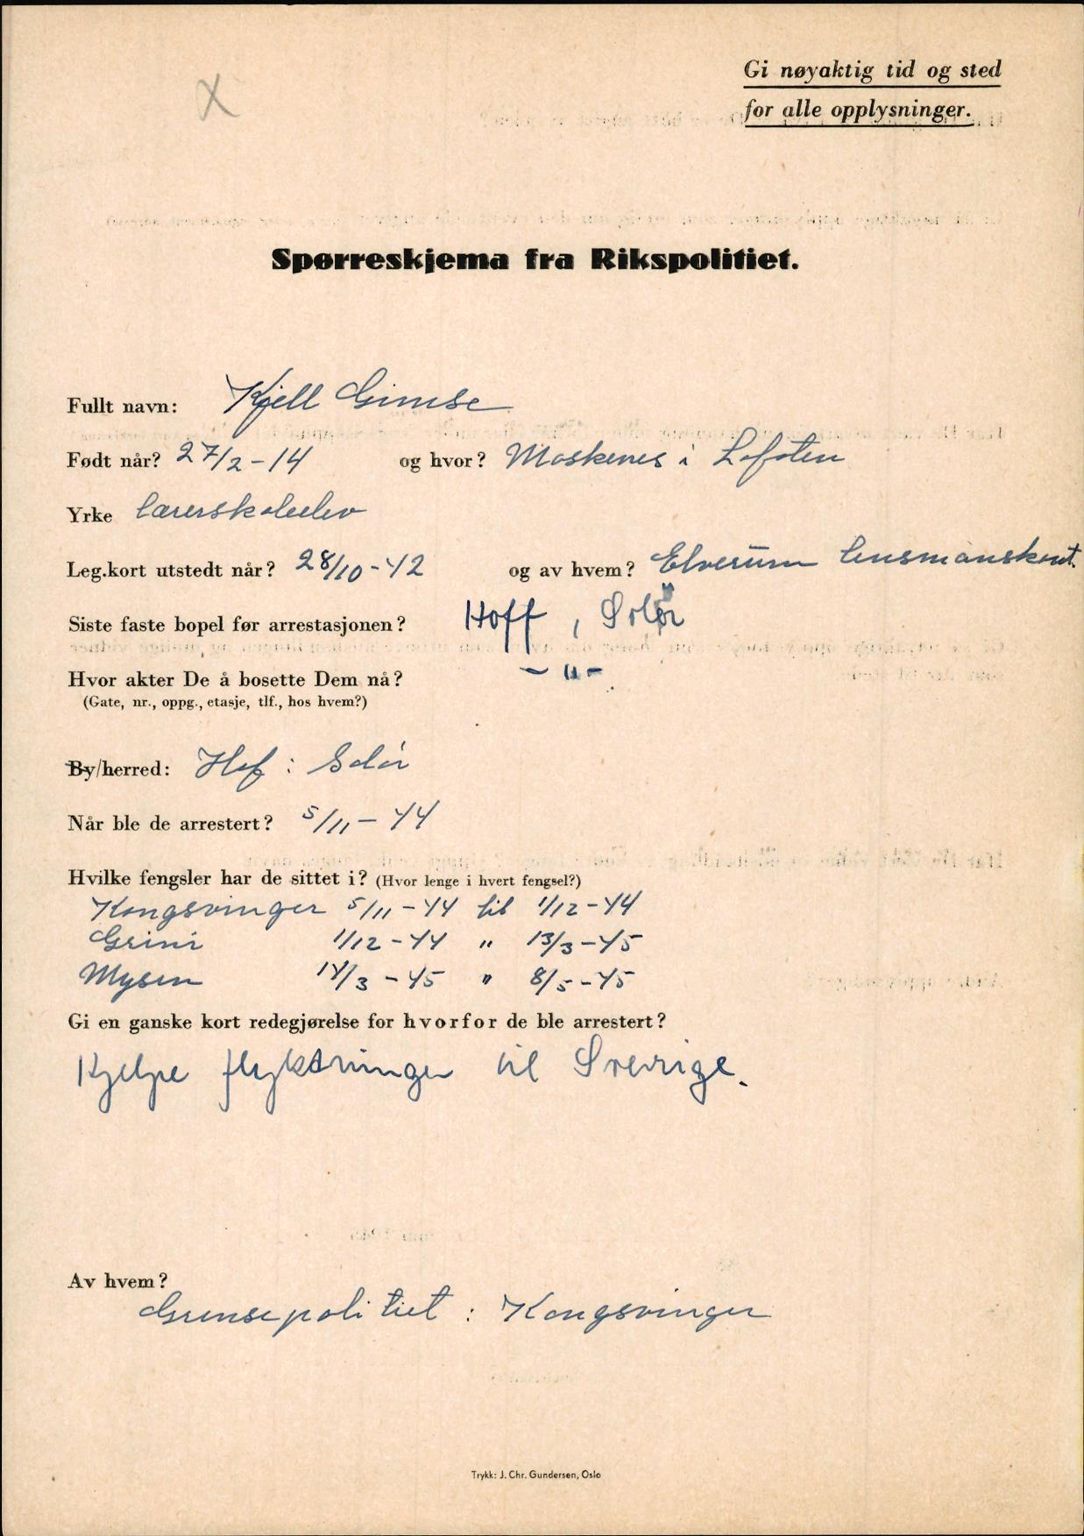 X
Gi nøyaktig tid og sted
for alle opplysninger.
Spørreskjema fra Rikspolitiet.
Fullt navn: Kjell Gimse
Født når? 27/2-14 og hvor? Moskenes i Lofoten
Yrke lærerskoleelev
Leg.kort utstedt når? 28/10-42 og av hvem? Elverum lensmanskont.
Siste faste bopel før arrestasjonen? Hoff, Solør
Hvor akter De å bosette Dem nå? -"-
(Gate, nr., oppg., etasje, tlf., hos hvem?)
By/herred: Hof : Solør
Når ble de arrestert? 5/11-44
Hvilke fengsler har de sittet i? (Hvor lenge i hvert fengsel?)
Kongsvinger 5/11-44 til 1/12-44
Grini 1/12-44 " 13/3-45
Mysen 14/3-45 " 8/5-45
Gi en ganske kort redegjørelse for hvorfor de ble arrestert?
Hjelpe flyktninger til Sverige.
Av hvem?
Grensepolitiet : Kongsvinger
Trykk: J. Chr. Gundersen, Oslo